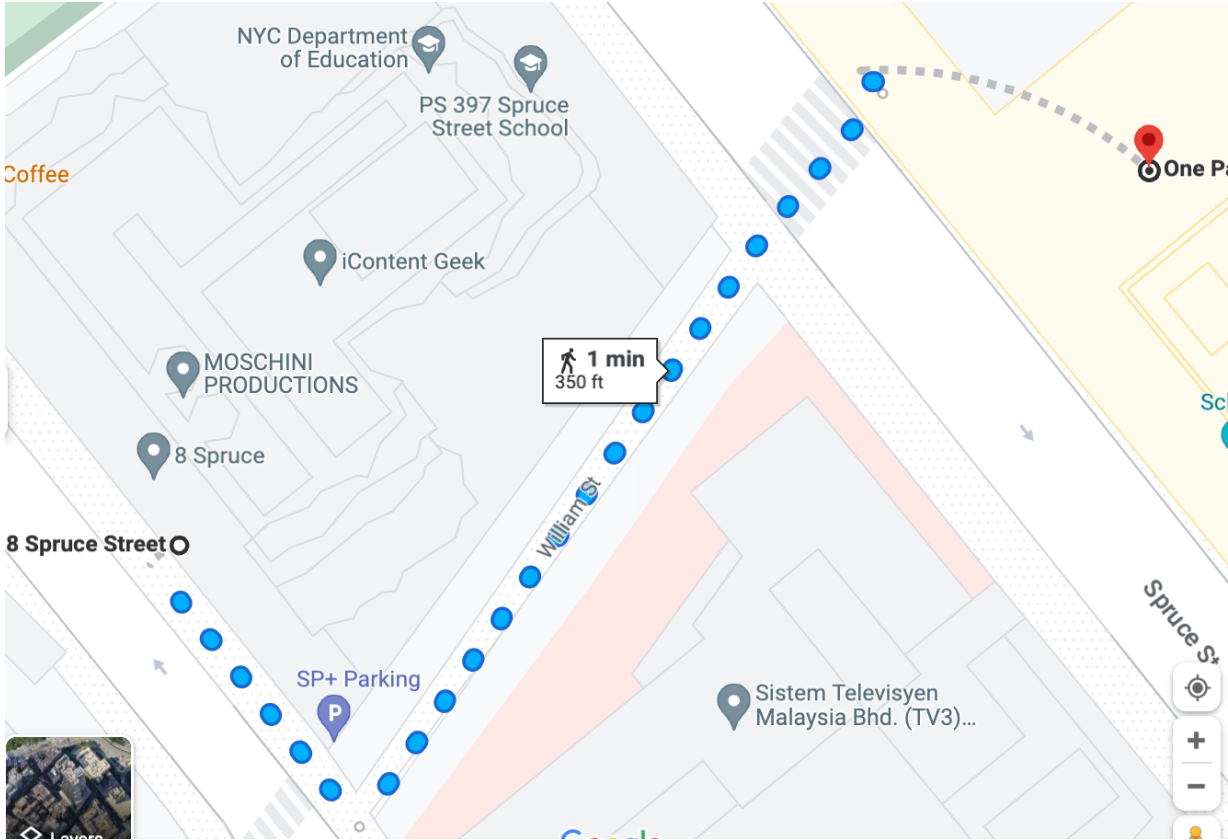 NYC Department
of Education
PS 397 Spruce
Street School
Coffee
One Pa
iContent Geek
1 min
350 ft
MOSCHINI
PRODUCTIONS
Scl
8 Spruce
William St
8 Spruce Street
Spruce St
SP+ Parking
P
Sistem Televisyen
Malaysia Bhd. (TV3)...
Layers
Google